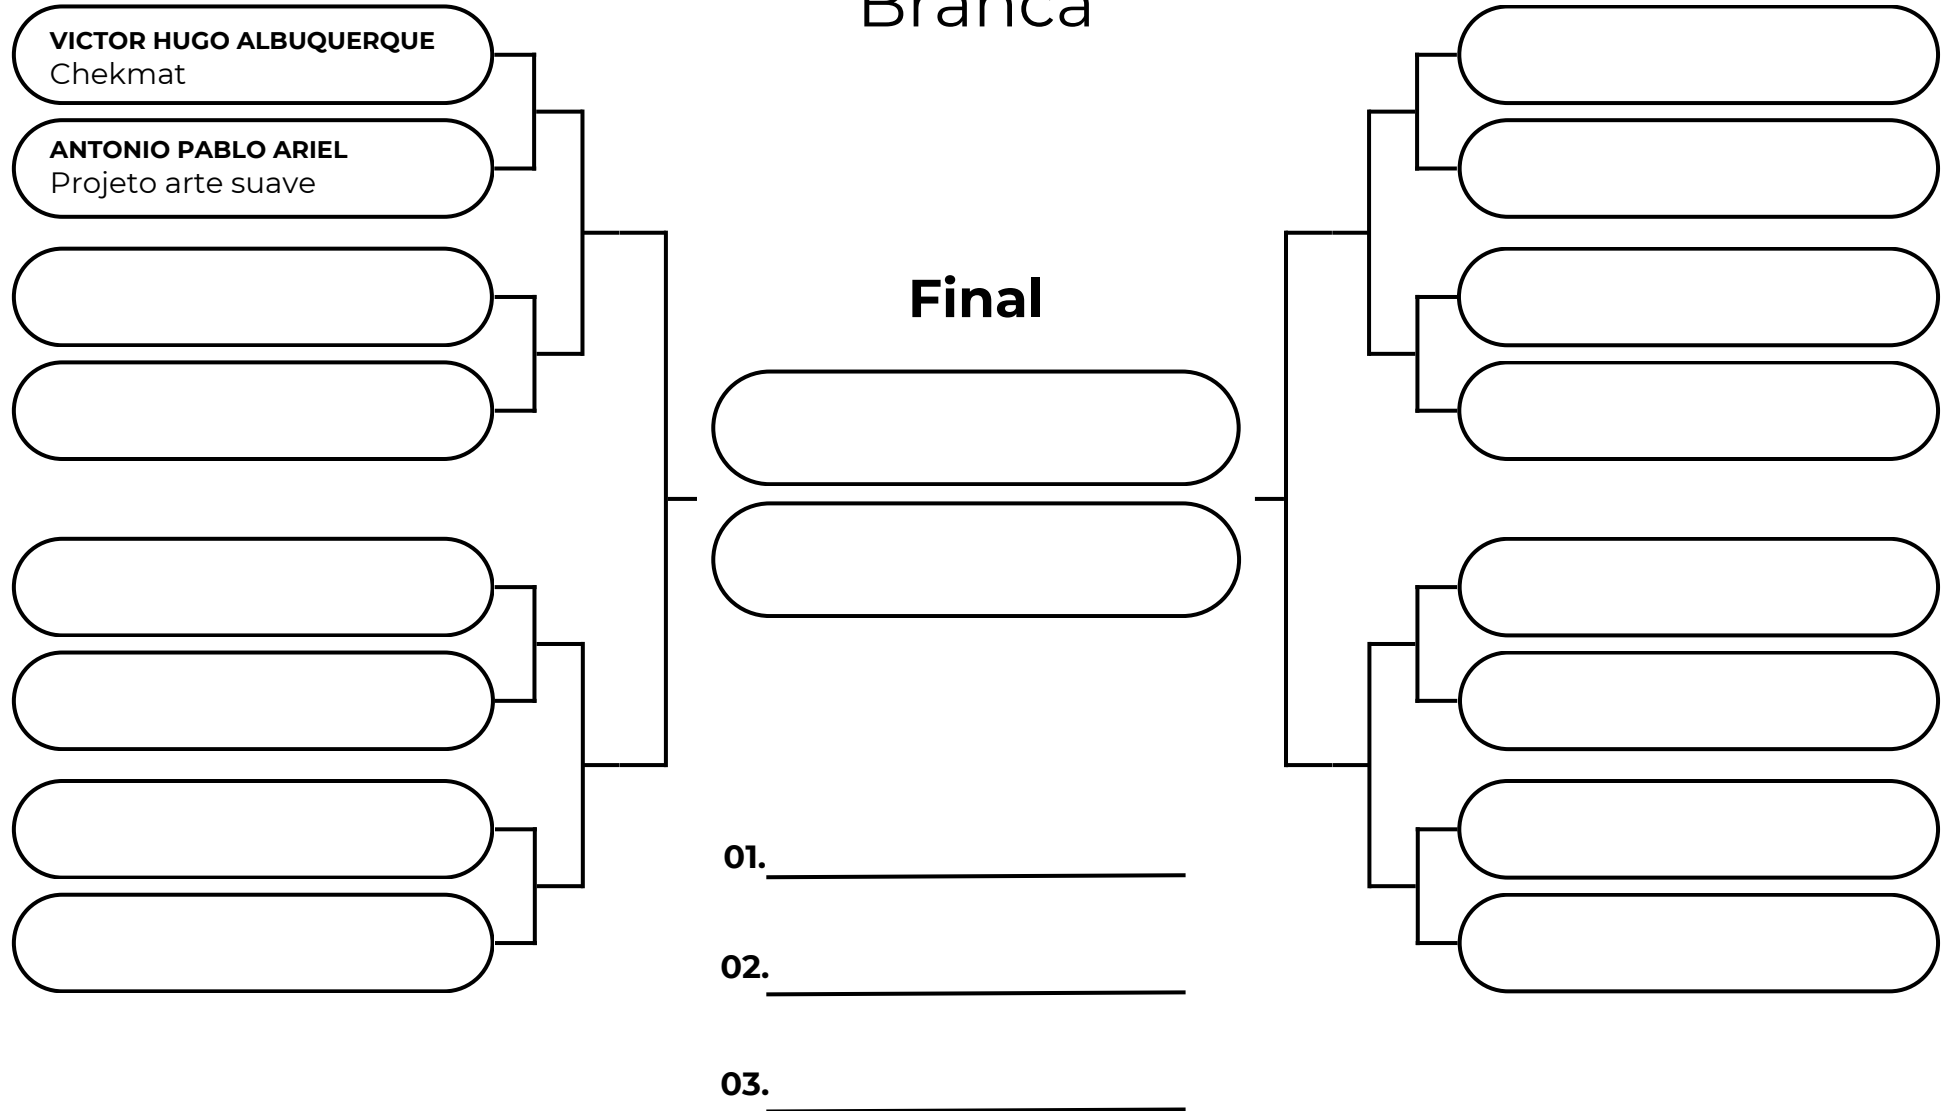 Branca
VICTOR HUGO ALBUQUERQUE
Chekmat
ANTONIO PABLO ARIEL
Projeto arte suave
Final
01.
02.
03.